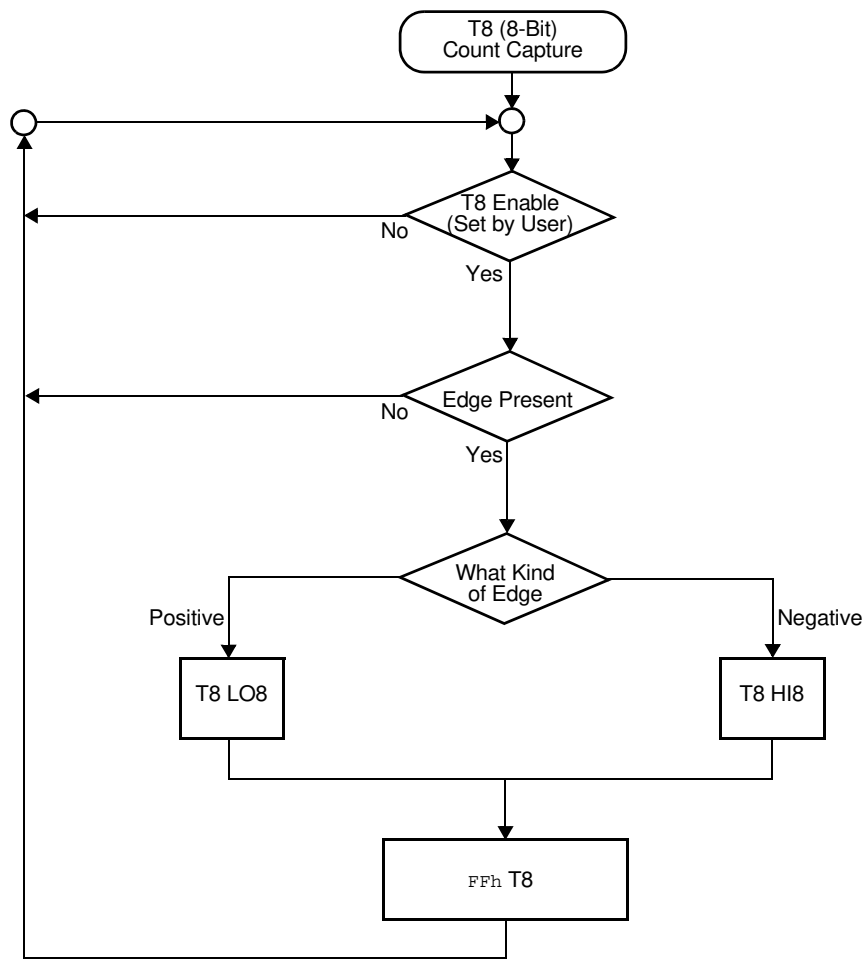 T8 (8-Bit)
Count Capture
T8 Enable
(Set by User)
No
Yes
Edge Present
No
Yes
What Kind
of Edge
Positive
Negative
T8 LO8
T8 HI8
FFh T8